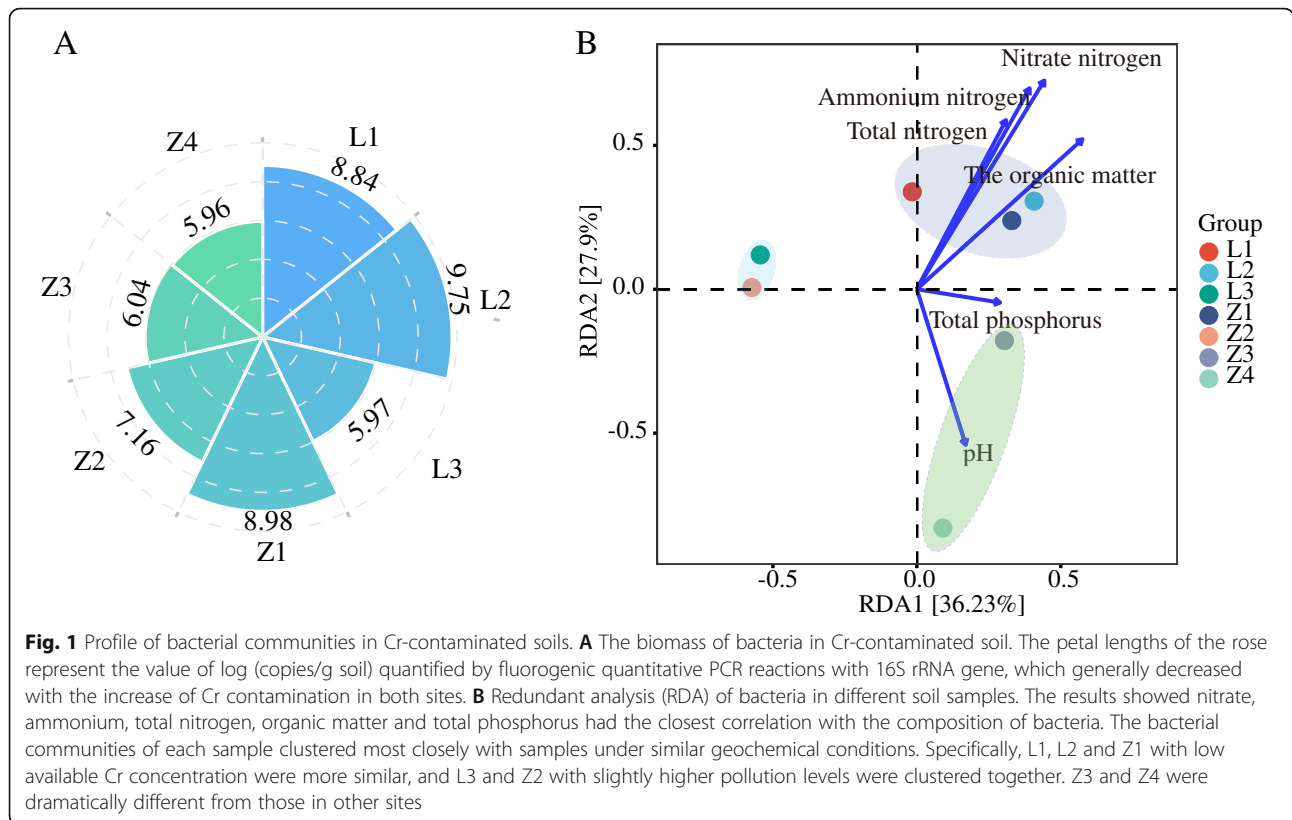 A
L1
8.84
L2
9.75
L3
5.97
Z1
8.98
Z2
7.16
Z3
6.04
Z4
5.96
B
Nitrate nitrogen
Ammonium nitrogen
Total nitrogen
The organic matter
Total phosphorus
pH
RDA2 [27.9%]
0.5
0.0
-0.5
-0.5
0.0
0.5
RDA1 [36.23%]
Group
L1
L2
L3
Z1
Z2
Z3
Z4
Fig. 1 Profile of bacterial communities in Cr-contaminated soils. A The biomass of bacteria in Cr-contaminated soil. The petal lengths of the rose
represent the value of log (copies/g soil) quantified by fluorogenic quantitative PCR reactions with 16S rRNA gene, which generally decreased
with the increase of Cr contamination in both sites. B Redundant analysis (RDA) of bacteria in different soil samples. The results showed nitrate,
ammonium, total nitrogen, organic matter and total phosphorus had the closest correlation with the composition of bacteria. The bacterial
communities of each sample clustered most closely with samples under similar geochemical conditions. Specifically, L1, L2 and Z1 with low
available Cr concentration were more similar, and L3 and Z2 with slightly higher pollution levels were clustered together. Z3 and Z4 were
dramatically different from those in other sites